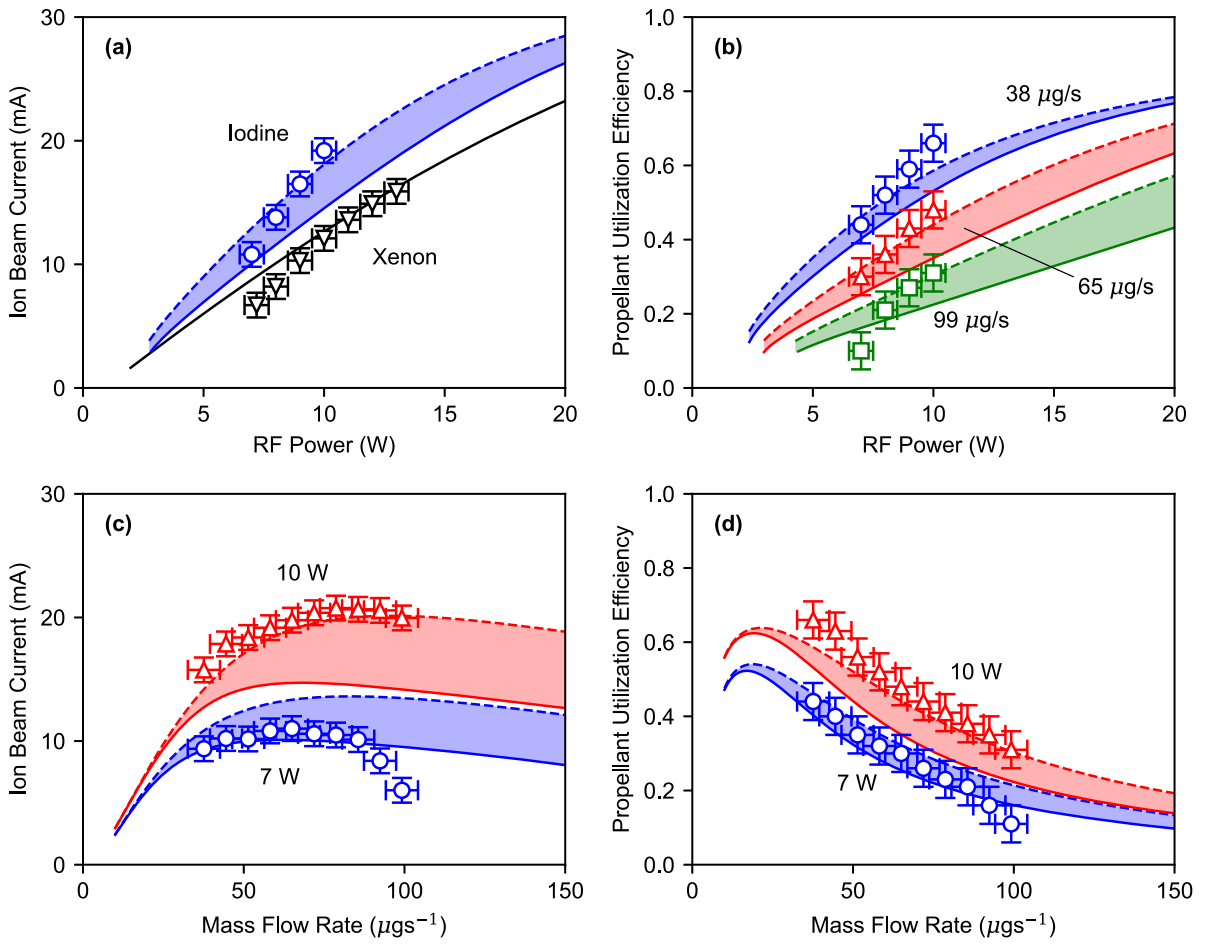 (a)
Ion Beam Current (mA)
30
20
10
0
Iodine
Xenon
0 5 10 15 20
RF Power (W)
(b)
Propellant Utilization Efficiency
1.0
0.8
0.6
0.4
0.2
0.0
38 μg/s
65 μg/s
99 μg/s
0 5 10 15 20
RF Power (W)
(c)
Ion Beam Current (mA)
30
20
10
0
10 W
7 W
0 50 100 150
Mass Flow Rate (μgs⁻¹)
(d)
Propellant Utilization Efficiency
1.0
0.8
0.6
0.4
0.2
0.0
10 W
7 W
0 50 100 150
Mass Flow Rate (μgs⁻¹)